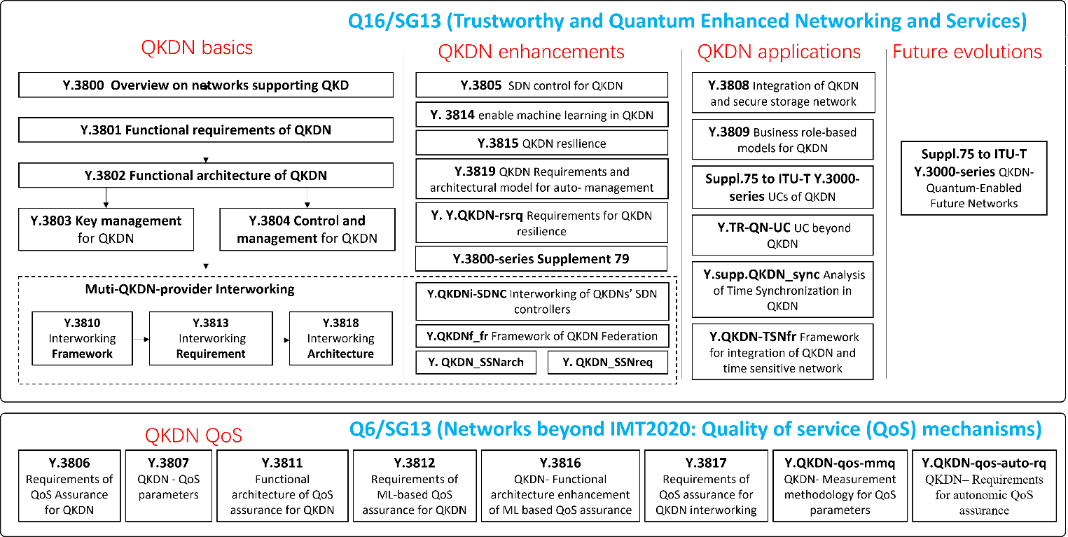 Q16/SG13 (Trustworthy and Quantum Enhanced Networking and Services)
QKDN basics
Y.3800 Overview on networks supporting QKD
Y.3801 Functional requirements of QKDN
Y.3802 Functional architecture of QKDN
Y.3803 Key management
for QKDN
Y.3804 Control and
management for QKDN
Muti-QKDN-provider Interworking
Y.3810
Interworking
Framework
Y.3813
Interworking
Requirement
Y.3818
Interworking
Architecture
QKDN enhancements
Y.3805 SDN control for QKDN
Y. 3814 enable machine learning in QKDN
Y.3815 QKDN resilience
Y.3819 QKDN Requirements and
architectural model for auto- management
Y. Y.QKDN-rsrq Requirements for QKDN
resilience
Y.3800-series Supplement 79
Y.QKDNi-SDNC Interworking of QKDNs' SDN
controllers
Y.QKDNf_fr Framework of QKDN Federation
Y. QKDN_SSNarch
Y. QKDN_SSNreq
QKDN applications
Y.3808 Integration of QKDN
and secure storage network
Y.3809 Business role-based
models for QKDN
Suppl.75 to ITU-T Y.3000-
series UCs of QKDN
Y.TR-QN-UC UC beyond
QKDN
Y.supp.QKDN_sync Analysis
of Time Synchronization in
QKDN
Y.QKDN-TSNfr Framework
for integration of QKDN and
time sensitive network
Future evolutions
Suppl.75 to ITU-T
Y.3000-series QKDN-
Quantum-Enabled
Future Networks
Q6/SG13 (Networks beyond IMT2020: Quality of service (QoS) mechanisms)
QKDN QoS
Y.3806
Requirements of
QoS Assurance
for QKDN
Y.3807
QKDN - QoS
parameters
Y.3811
Functional
architecture of QoS
assurance for QKDN
Y.3812
Requirements of
ML-based QoS
assurance for QKDN
Y.3816
QKDN- Functional
architecture enhancement
of ML based QoS assurance
Y.3817
Requirements of
QoS assurance for
QKDN interworking
Y.QKDN-qos-mmq
QKDN- Measurement
methodology for QoS
parameters
Y.QKDN-qos-auto-rq
QKDN– Requirements
for autonomic QoS
assurance